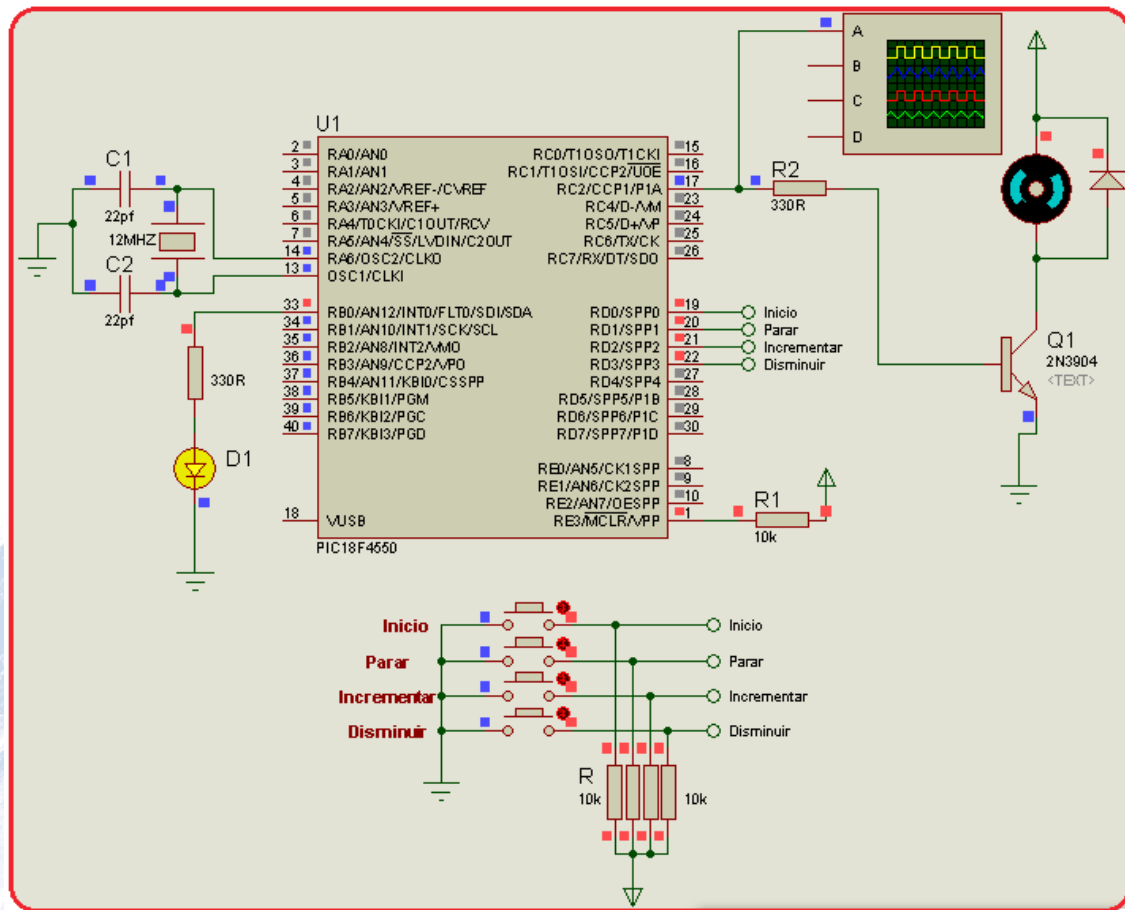 A
B
C
D
U1
2
RA0/AN0
3
RA1/AN1
4
RA2/AN2/VREF-/CVREF
5
RA3/AN3/VREF+
6
RA4/T0CKI/C1OUT/RCV
7
RA5/AN4/SS/LVDIN/C2OUT
14
RA6/OSC2/CLKO
13
OSC1/CLKI
33
RB0/AN12/INT0/FLT0/SDI/SDA
34
RB1/AN10/INT1/SCK/SCL
35
RB2/AN8/INT2/VMO
36
RB3/AN9/CCP2/VPO
37
RB4/AN11/KBI0/CSSPP
38
RB5/KBI1/PGM
39
RB6/KBI2/PGC
40
RB7/KBI3/PGD
18
VUSB
RC0/T1OSO/T1CKI
15
RC1/T1OSI/CCP2/UOE
16
RC2/CCP1/P1A
17
RC4/D-/VM
23
RC5/D+/VP
24
RC6/TX/CK
25
RC7/RX/DT/SDO
26
RD0/SPP0
19
RD1/SPP1
20
RD2/SPP2
21
RD3/SPP3
22
RD4/SPP4
27
RD5/SPP5/P1B
28
RD6/SPP6/P1C
29
RD7/SPP7/P1D
30
RE0/AN5/CK1SPP
8
RE1/AN6/CK2SPP
9
RE2/AN7/OESPP
10
RE3/MCLR/VPP
1
PIC18F4550
C1
22pf
12MHZ
C2
22pf
330R
D1
R2
330R
Inicio
Parar
Incrementar
Disminuir
Q1
2N3904
<TEXT>
R1
10k
Inicio
Inicio
Parar
Parar
Incrementar
Incrementar
Disminuir
Disminuir
R
10k
10k